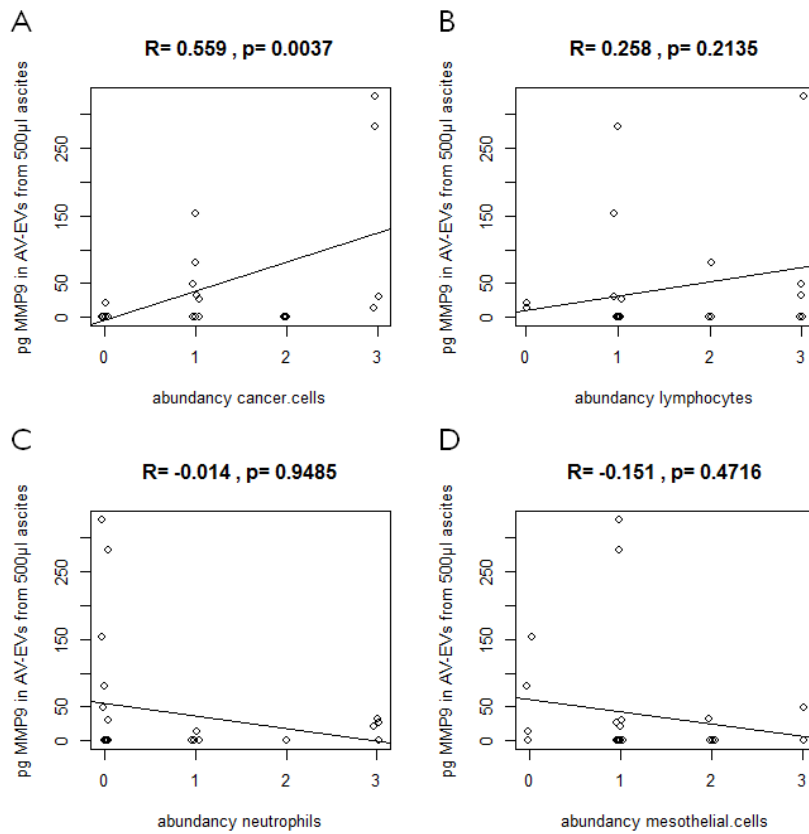 A
R= 0.559 , p= 0.0037
pg MMP9 in AV-EVs from 500µl ascites
250
150
50
0
0 1 2 3
abundancy cancer.cells
B
R= 0.258 , p= 0.2135
pg MMP9 in AV-EVs from 500µl ascites
250
150
50
0
0 1 2 3
abundancy lymphocytes
C
R= -0.014 , p= 0.9485
pg MMP9 in AV-EVs from 500µl ascites
250
150
50
0
0 1 2 3
abundancy neutrophils
D
R= -0.151 , p= 0.4716
pg MMP9 in AV-EVs from 500µl ascites
250
150
50
0
0 1 2 3
abundancy mesothelial.cells